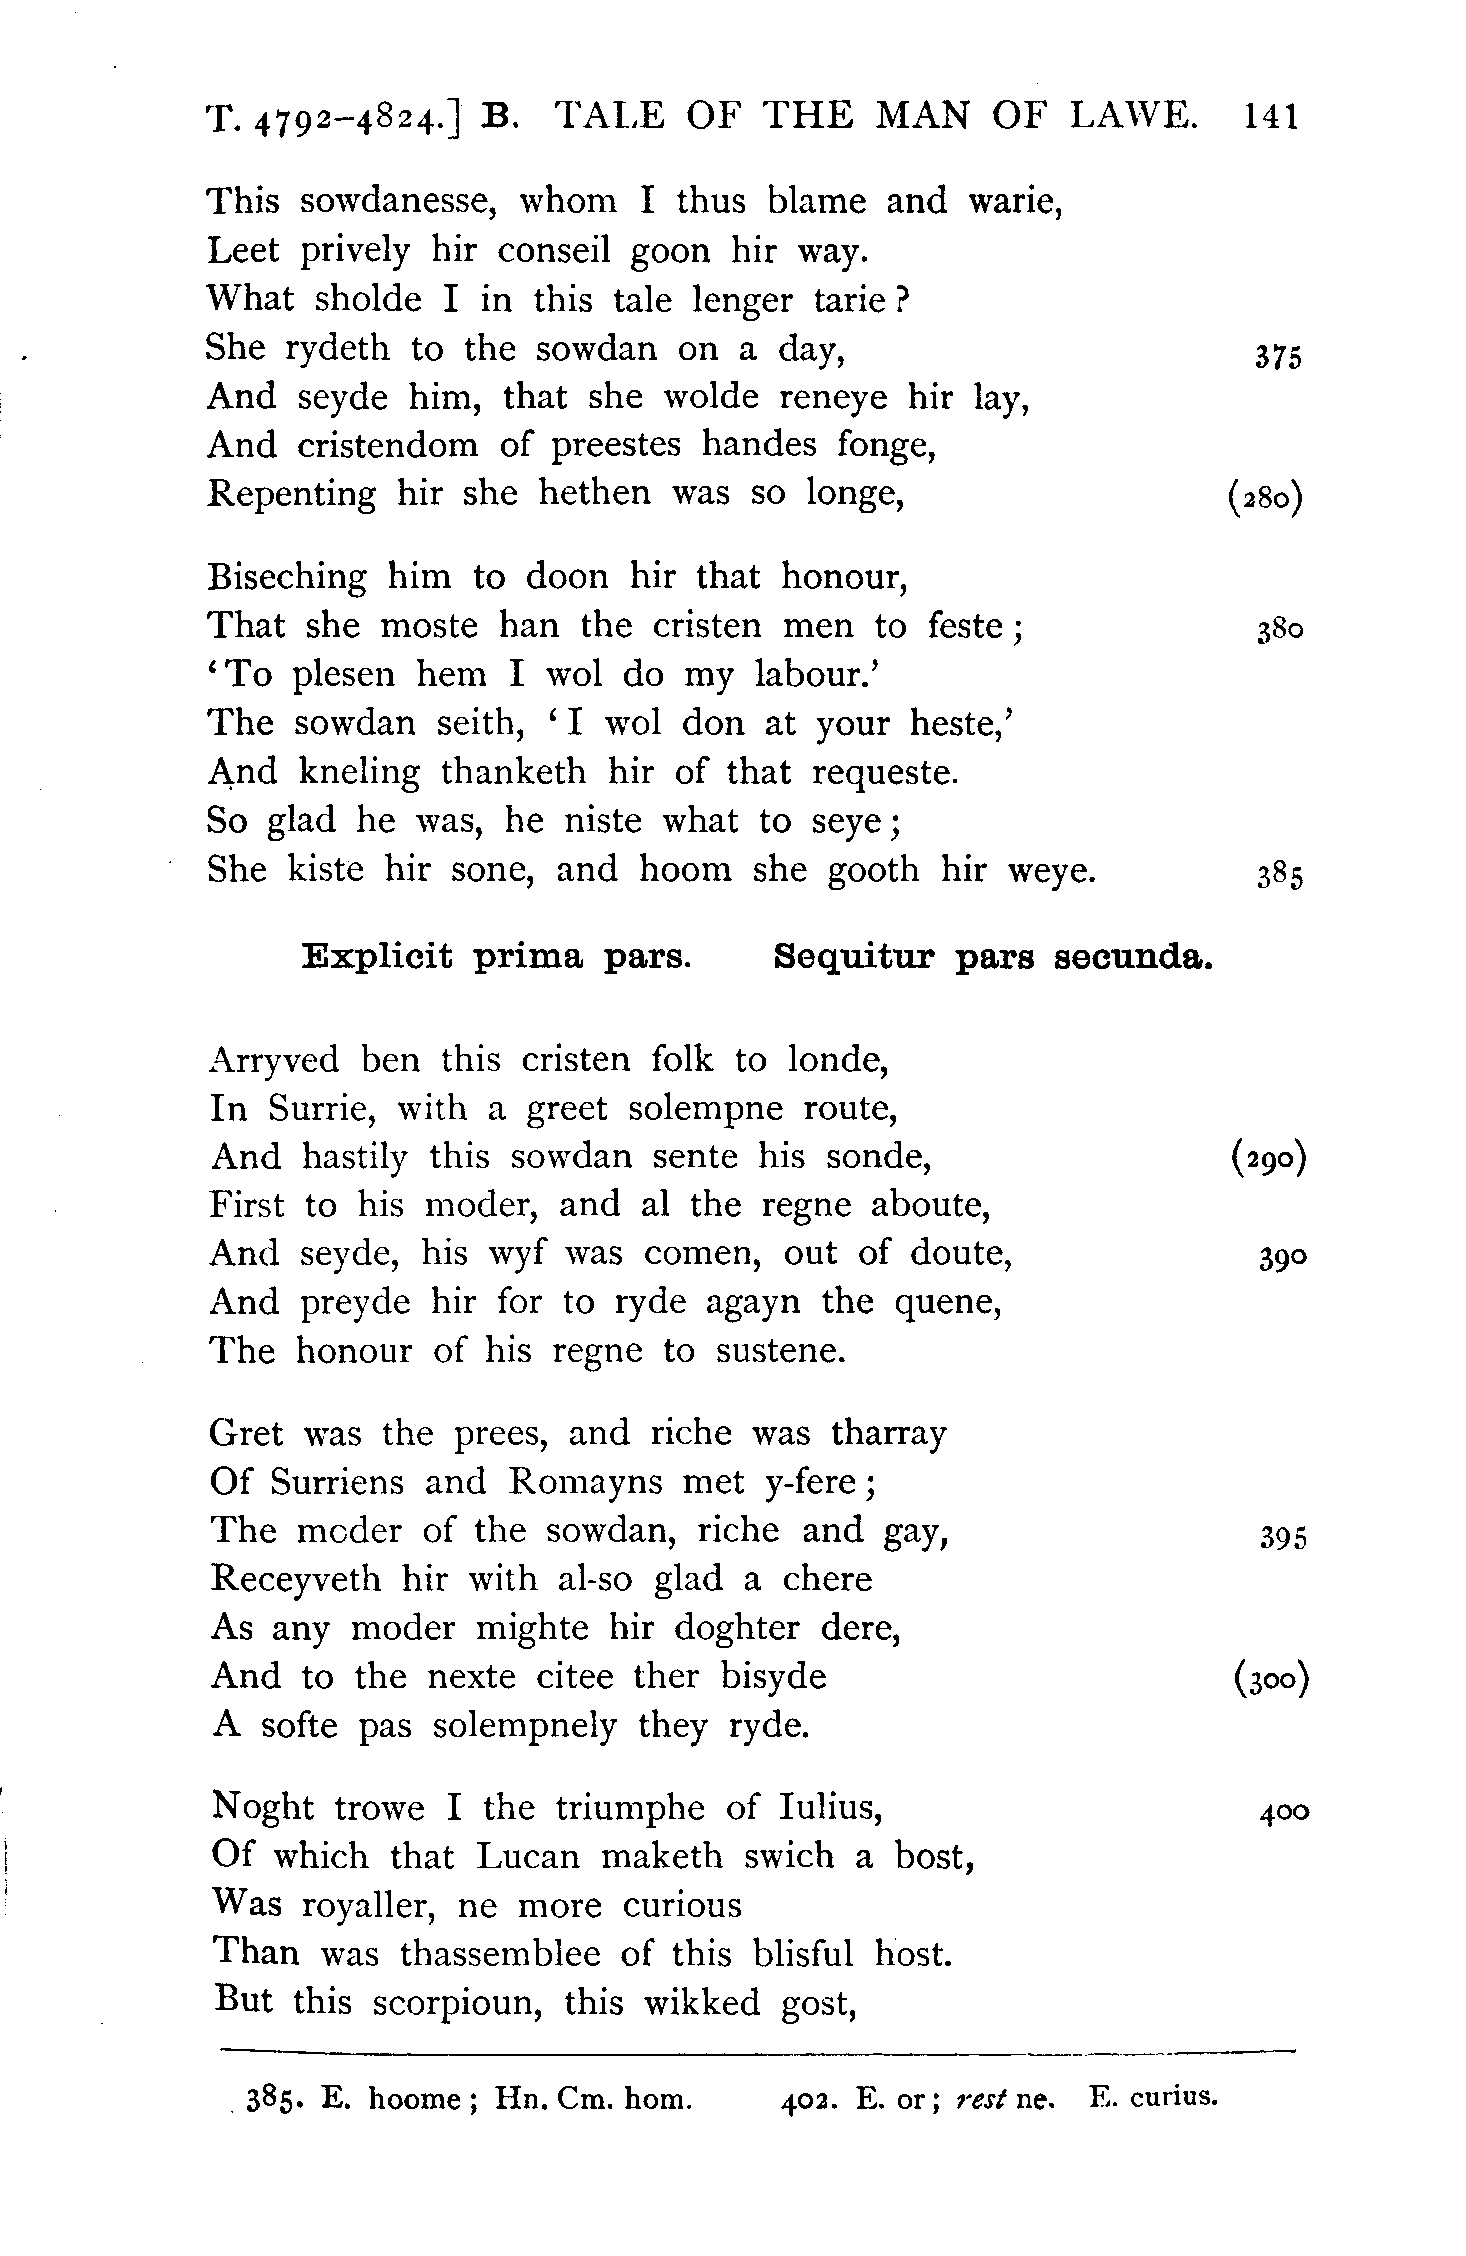 T. 4792–4824.] B. TALE OF THE MAN OF LAWE. 141
This sowdanesse, whom I thus blame and warie,
Leet prively hir conseil goon hir way.
What sholde I in this tale lenger tarie ?
She rydeth to the sowdan on a day, 375
And seyde him, that she wolde reneye hir lay,
And cristendom of preestes handes fonge,
Repenting hir she hethen was so longe, (280)
Biseching him to doon hir that honour,
That she moste han the cristen men to feste ; 380
‘To plesen hem I wol do my labour.’
The sowdan seith, ‘I wol don at your heste,’
And kneling thanketh hir of that requeste.
So glad he was, he niste what to seye ;
She kiste hir sone, and hoom she gooth hir weye. 385
Explicit prima pars. Sequitur pars secunda.
Arryved ben this cristen folk to londe,
In Surrie, with a greet solempne route,
And hastily this sowdan sente his sonde, (290)
First to his moder, and al the regne aboute,
And seyde, his wyf was comen, out of doute, 390
And preyde hir for to ryde agayn the quene,
The honour of his regne to sustene.
Gret was the prees, and riche was tharray
Of Surriens and Romayns met y-fere ;
The moder of the sowdan, riche and gay, 395
Receyveth hir with al-so glad a chere
As any moder mighte hir doghter dere,
And to the nexte citee ther bisyde (300)
A softe pas solempnely they ryde.
Noght trowe I the triumphe of Iulius, 400
Of which that Lucan maketh swich a bost,
Was royaller, ne more curious
Than was thassemblee of this blisful host.
But this scorpioun, this wikked gost,
385. E. hoome ; Hn. Cm. hom. 402. E. or ; rest ne. E. curius.